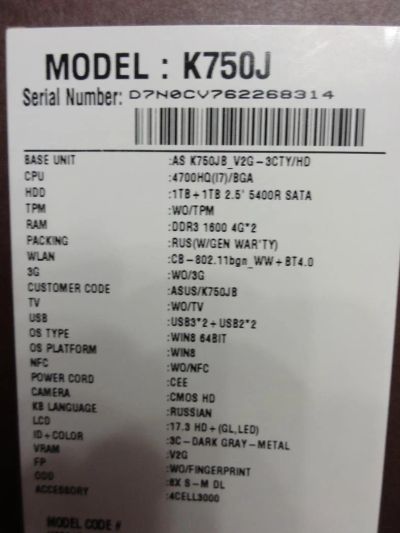 MODEL : K750J
Serial Number: D7N0CV762268314
BASE UNIT :AS K750JB_V2G-3CTY/HD
CPU :4700HQ(I7)/BGA
HDD :1TB+1TB 2.5' 5400R SATA
TPM :WO/TPM
RAM :DDR3 1600 4G*2
PACKING :RUS(W/GEN WAR'TY)
WLAN :CB-802.11bgn_WW+BT4.0
3G :WO/3G
CUSTOMER CODE :ASUS/K750JB
TV :WO/TV
USB :USB3*2+USB2*2
OS TYPE :WIN8 64BIT
OS PLATFORM :WIN8
NFC :WO/NFC
POWER CORD :CEE
CAMERA :CMOS HD
KB LANGUAGE :RUSSIAN
LCD :17.3 HD+(GL,LED)
ID+COLOR :3C-DARK GRAY-METAL
VRAM :V2G
FP :WO/FINGERPRINT
ODD :8X S-M DL
ACCESSORY :4CELL3000
MODEL CODE #